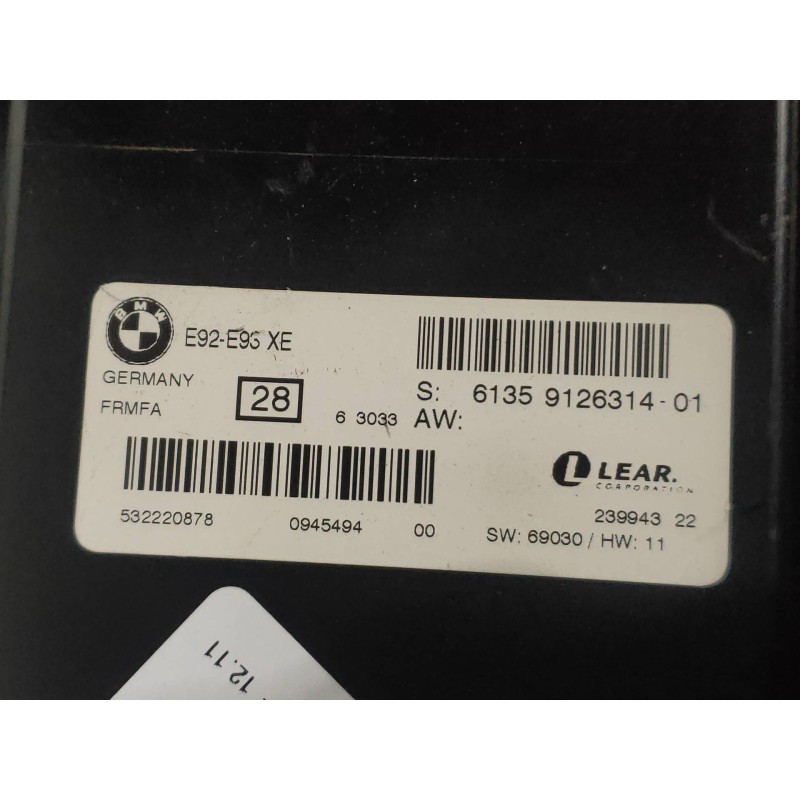 BMW
E92-E93 XE
GERMANY
FRMFA
28
6 3033
S: 6135 9126314-01
AW:
LEAR.
CORPORATION
532220878 0945494 00
239943 22
SW: 69030 / HW: 11
12.11